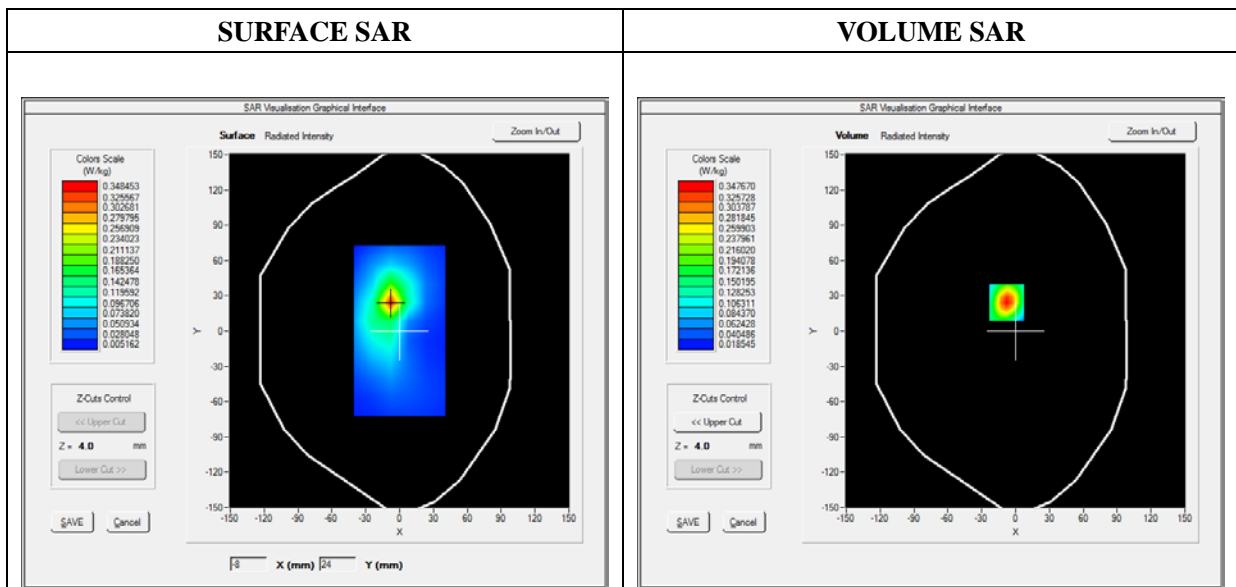 SURFACE SAR
VOLUME SAR
SAR Visualisation Graphical Interface
Surface Radiated Intensity
Zoom In/Out
Colors Scale
(W/kg)
0.348453
0.325567
0.302681
0.279795
0.256909
0.234023
0.211137
0.188250
0.165364
0.142478
0.119592
0.096706
0.073820
0.050934
0.028048
0.005162
150
120
90
60
30
0
-30
-60
-90
-120
-150
Y
-150 -120 -90 -60 -30 0 30 60 90 120 150
X
Z-Cuts Control
<< Upper Cut
Z = 4.0 mm
Lower Cut >>
SAVE Cancel
-8 X (mm) 24 Y (mm)
SAR Visualisation Graphical Interface
Volume Radiated Intensity
Zoom In/Out
Colors Scale
(W/kg)
0.347670
0.325728
0.303787
0.281845
0.259903
0.237961
0.216020
0.194078
0.172136
0.150195
0.128253
0.106311
0.084370
0.062428
0.040486
0.018545
150
120
90
60
30
0
-30
-60
-90
-120
-150
Y
-150 -120 -90 -60 -30 0 30 60 90 120 150
X
Z-Cuts Control
<< Upper Cut
Z = 4.0 mm
Lower Cut >>
SAVE Cancel